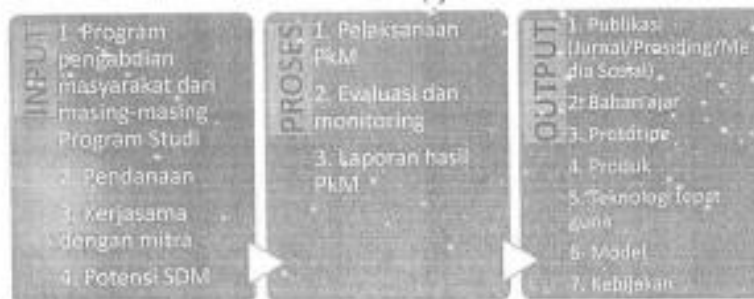 INPUT
1. Program
pengabdian
masyarakat dari
masing-masing
Program Studi
2. Pendanaan
3. Kerjasama
dengan mitra
4. Potensi SDM
PROSES
1. Pelaksanaan
PkM
2. Evaluasi dan
monitoring
3. Laporan hasil
PkM
OUTPUT
1. Publikasi
(Jurnal/Prosiding/Me
dia Sosial)
2. Bahan ajar
3. Prototipe
4. Produk
5. Teknologi tepat
guna
6. Model
7. Kebijakan